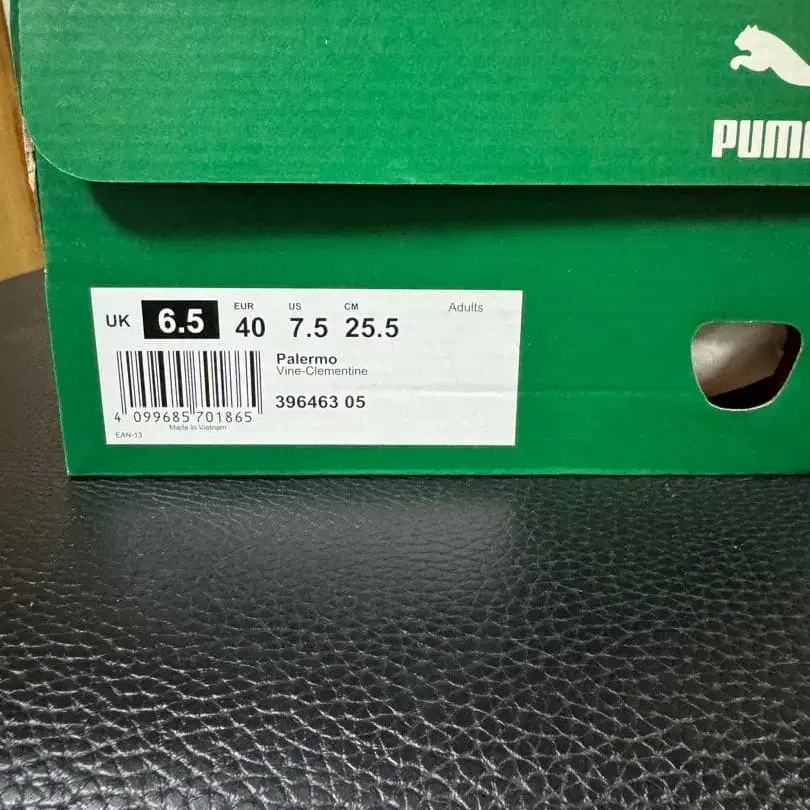 PUM
UK 6.5 EUR 40 US 7.5 CM 25.5 Adults
Palermo
Vine-Clementine
396463 05
4 099685 701865
Made in Vietnam
EAN-13